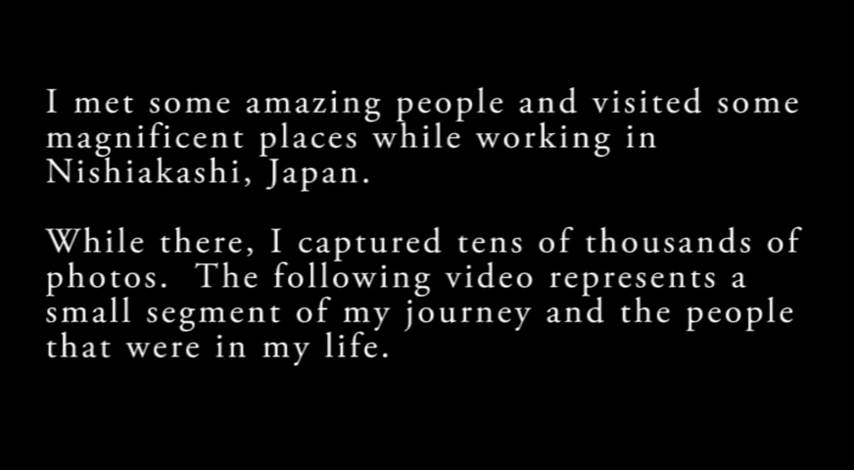 I met some amazing people and visited some
magnificent places while working in
Nishiakashi, Japan.
While there, I captured tens of thousands of
photos.  The following video represents a
small segment of my journey and the people
that were in my life.